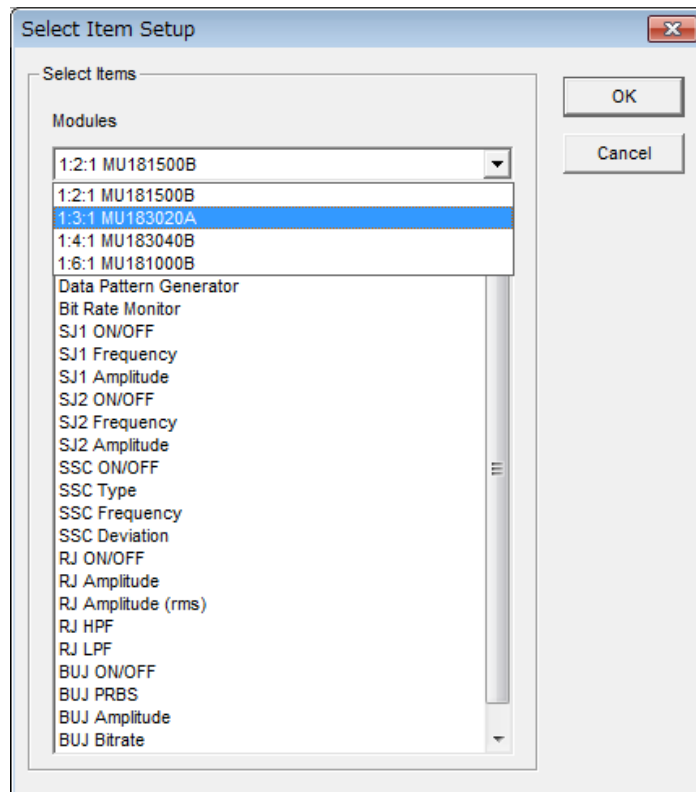 Select Item Setup
Select Items
OK
Modules
Cancel
1:2:1 MU181500B
1:2:1 MU181500B
1:3:1 MU183020A
1:4:1 MU183040B
1:6:1 MU181000B
Data Pattern Generator
Bit Rate Monitor
SJ1 ON/OFF
SJ1 Frequency
SJ1 Amplitude
SJ2 ON/OFF
SJ2 Frequency
SJ2 Amplitude
SSC ON/OFF
SSC Type
SSC Frequency
SSC Deviation
RJ ON/OFF
RJ Amplitude
RJ Amplitude (rms)
RJ HPF
RJ LPF
BUJ ON/OFF
BUJ PRBS
BUJ Amplitude
BUJ Bitrate